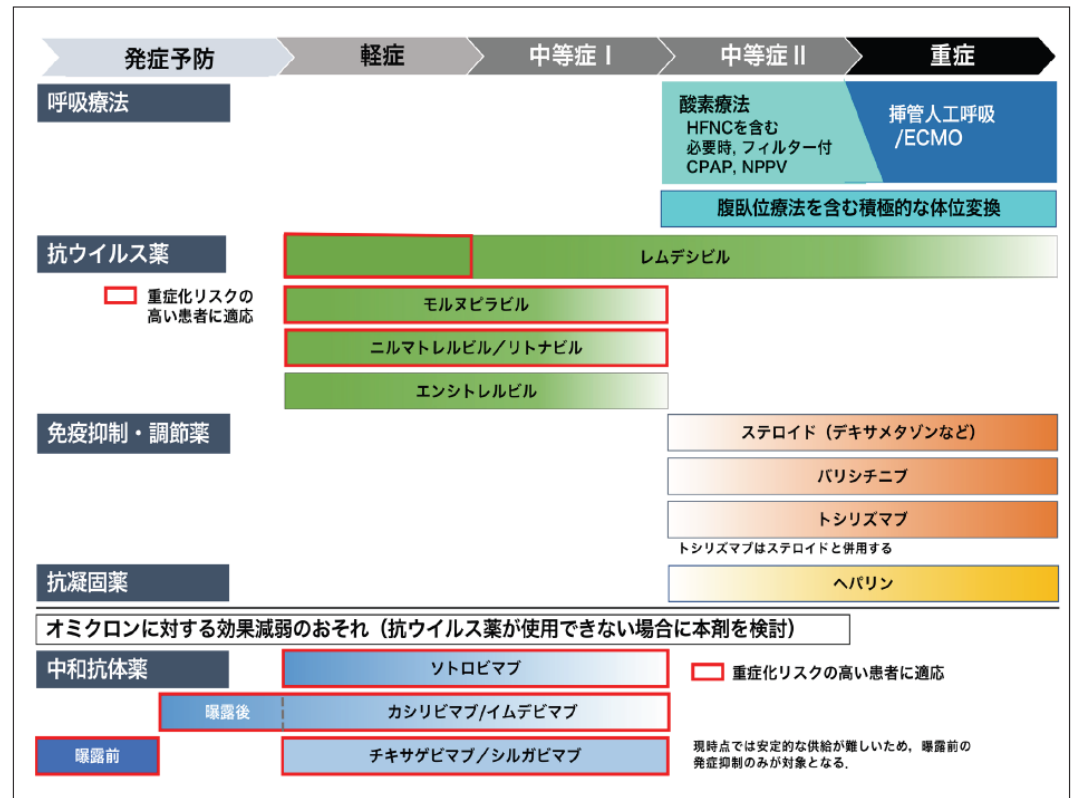 発症予防
軽症
中等症Ⅰ
中等症Ⅱ
重症
呼吸療法
酸素療法
HFNCを含む
必要時, フィルター付
CPAP, NPPV
挿管人工呼吸
/ECMO
腹臥位療法を含む積極的な体位変換
抗ウイルス薬
重症化リスクの
高い患者に適応
レムデシビル
モルヌピラビル
ニルマトレルビル／リトナビル
エンシトレルビル
免疫抑制・調節薬
ステロイド（デキサメタゾンなど）
バリシチニブ
トシリズマブ
トシリズマブはステロイドと併用する
抗凝固薬
ヘパリン
オミクロンに対する効果減弱のおそれ（抗ウイルス薬が使用できない場合に本剤を検討）
中和抗体薬
ソトロビマブ
重症化リスクの高い患者に適応
曝露後
カシリビマブ/イムデビマブ
曝露前
チキサゲビマブ／シルガビマブ
現時点では安定的な供給が難しいため，曝露前の
発症抑制のみが対象となる．